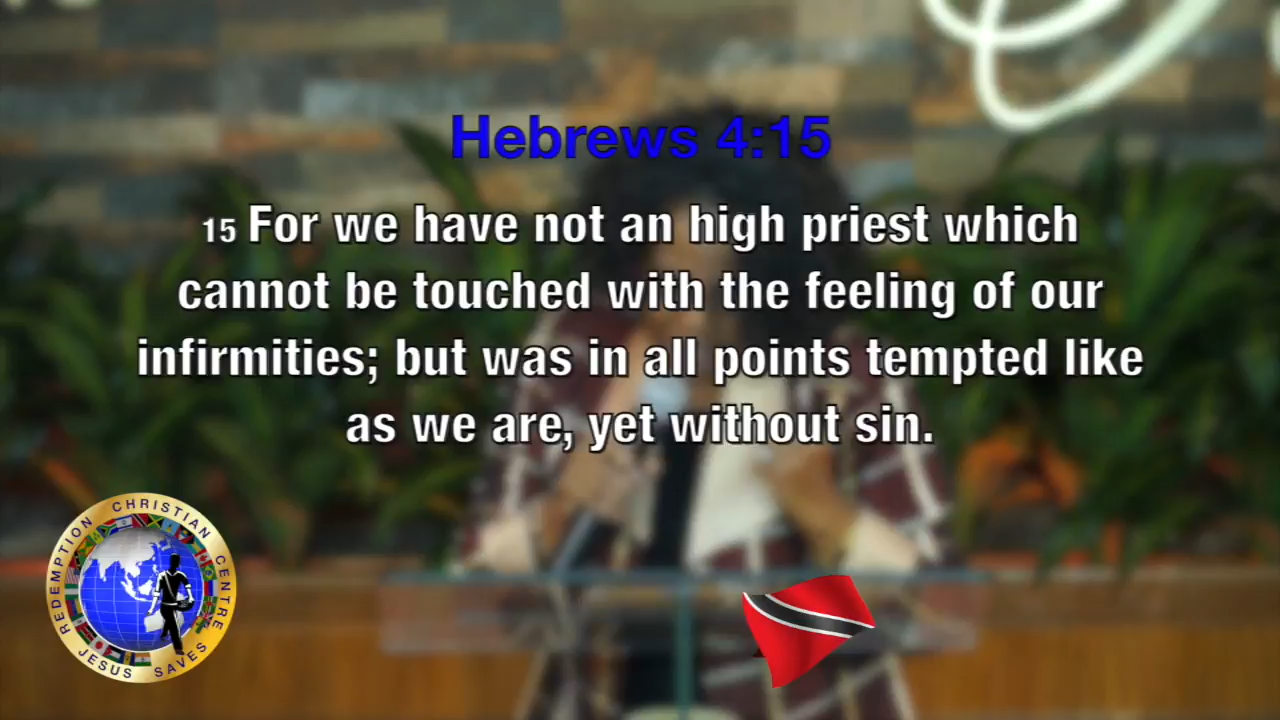 Hebrews 4:15
15 For we have not an high priest which
cannot be touched with the feeling of our
infirmities; but was in all points tempted like
as we are, yet without sin.
REDEMPTION CHRISTIAN CENTRE
JESUS SAVES